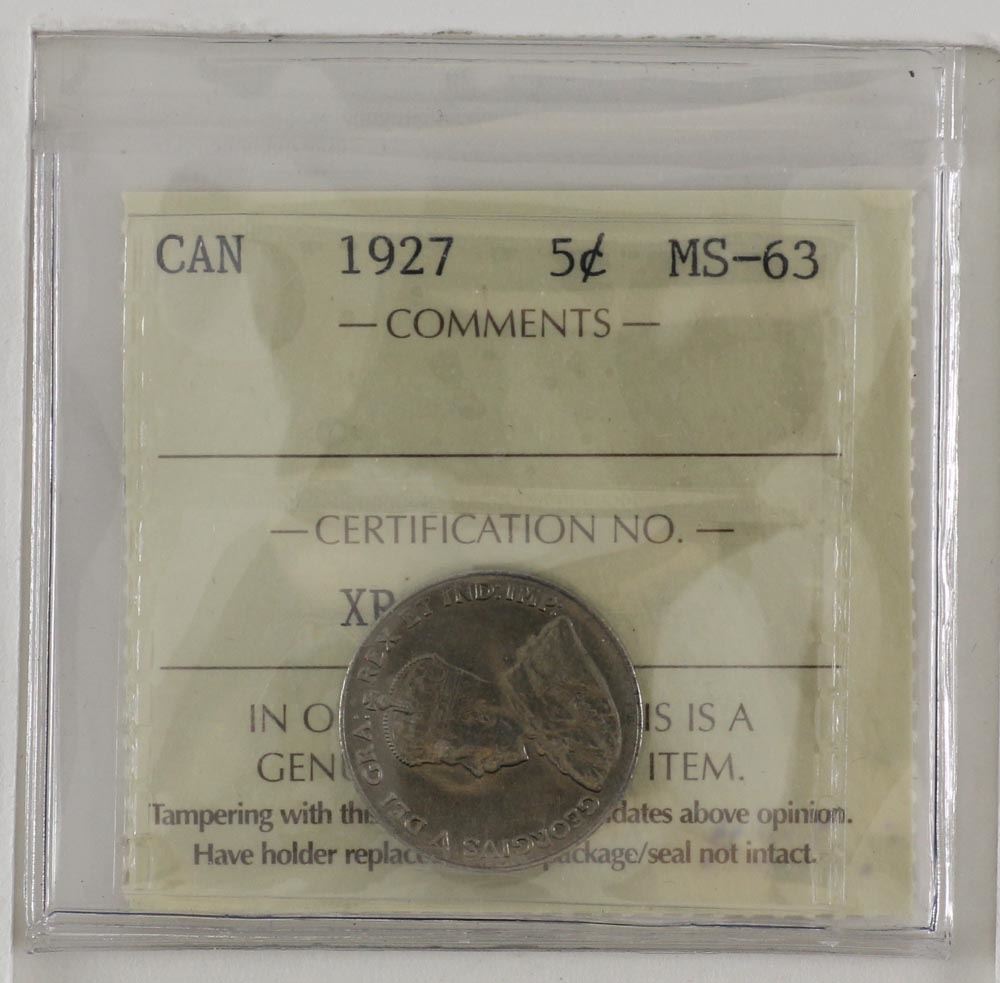 CAN 1927 5¢ MS-63
— COMMENTS —
— CERTIFICATION NO. —
XR
IN O IS IS A
GENU ITEM.
Tampering with thi dates above opinion.
Have holder replace package/seal not intact.
GEORGIVS V DEI GRA: REX ET IND: IMP: